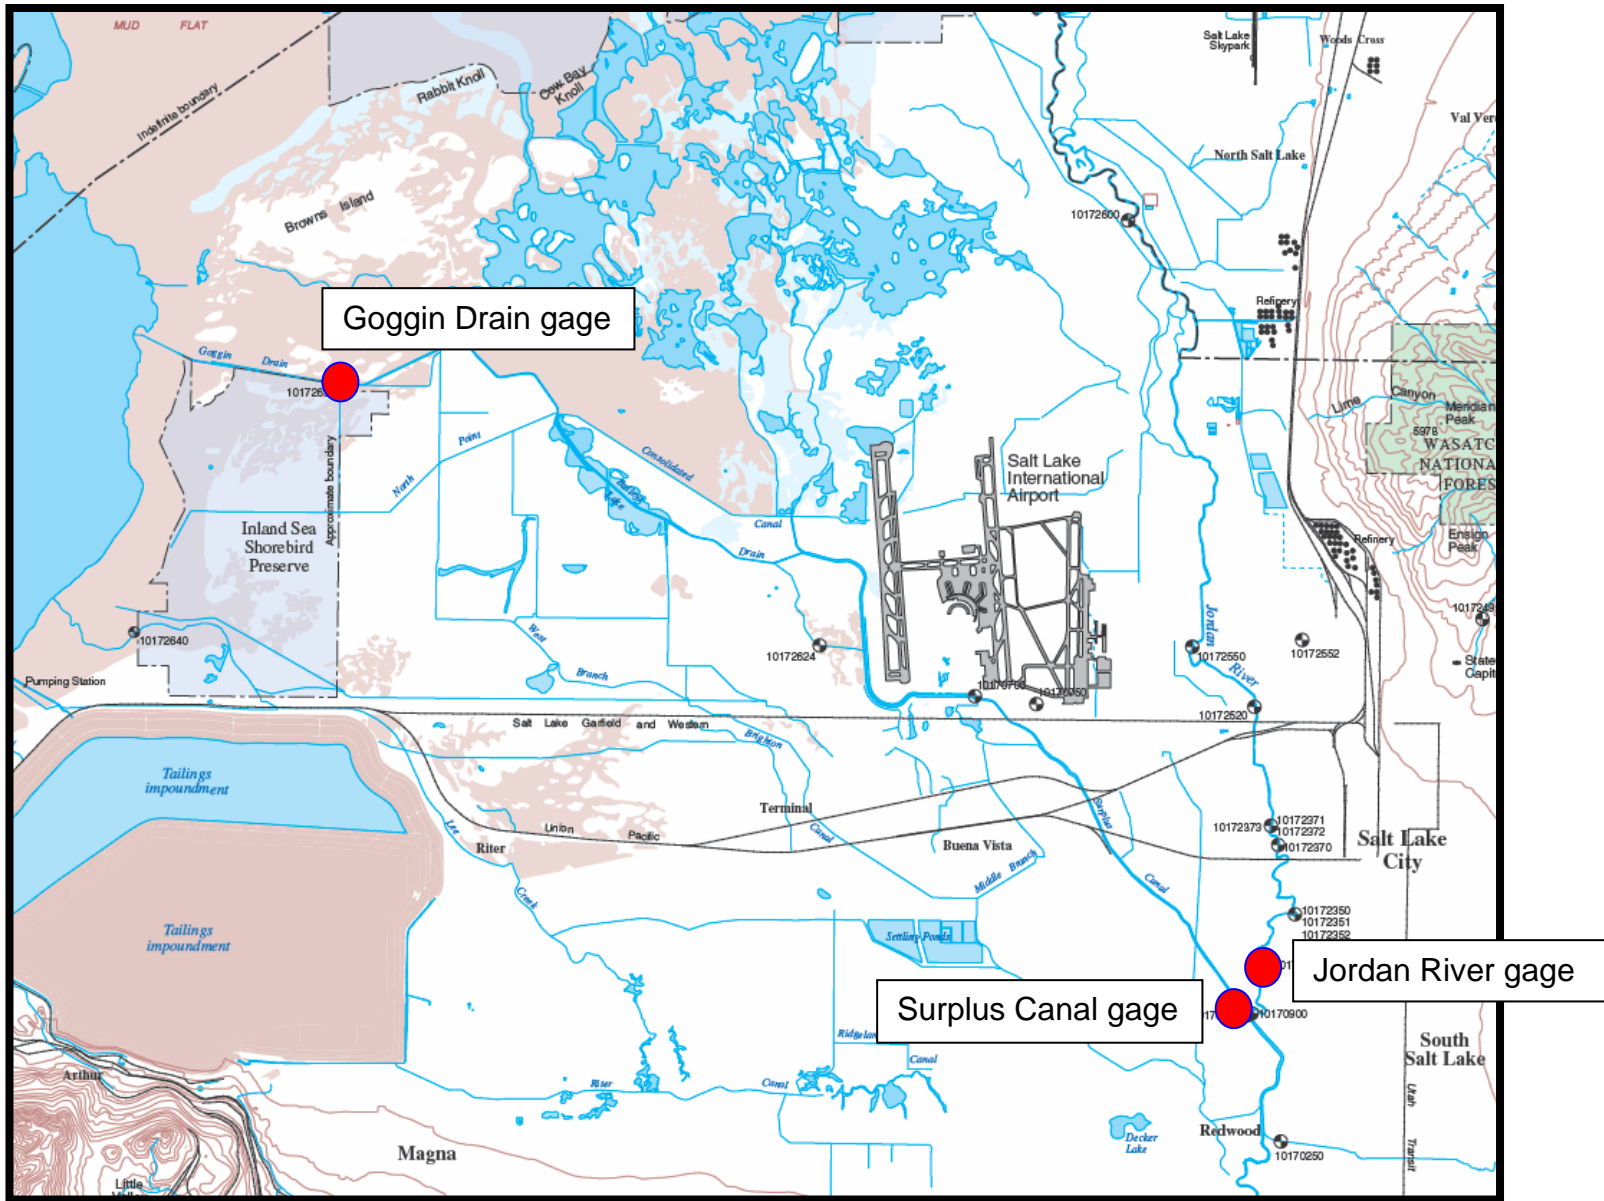 MUD FLAT
Salt Lake
Skypark
Woods Cross
Rabbit Knoll
Cow Bay
Knoll
Indefinite boundary
Val Ver
North Salt Lake
Browns Island
10172600
Refinery
Goggin Drain gage
Goggin Drain
Lime Canyon
Meridian
Peak
5978
WASATC
NATIONA
FORES
Point
North
Consolidated
Salt Lake
International
Airport
Approximate boundary
Lake
Canal
Drain
Inland Sea
Shorebird
Preserve
Refinery
Ensign
Peak
Jordan
River
10172640
West
Branch
10172624
10172550
10172552
State
Capit
Pumping Station
10172520
Salt Lake Garfield and Western
Brighton
Canal
Tailings
impoundment
Terminal
Surplus
Canal
Lee
Creek
Union Pacific
Riter
Buena Vista
Middle Branch
10172373
10172371
10172372
10172370
Salt Lake
City
Tailings
impoundment
Settling Ponds
10172350
10172351
10172352
Jordan River gage
Surplus Canal gage
10170900
South
Salt Lake
Canal
Arthur
Riter Canal
Utah Transit
Magna
Decker
Lake
Redwood
10170250
Little